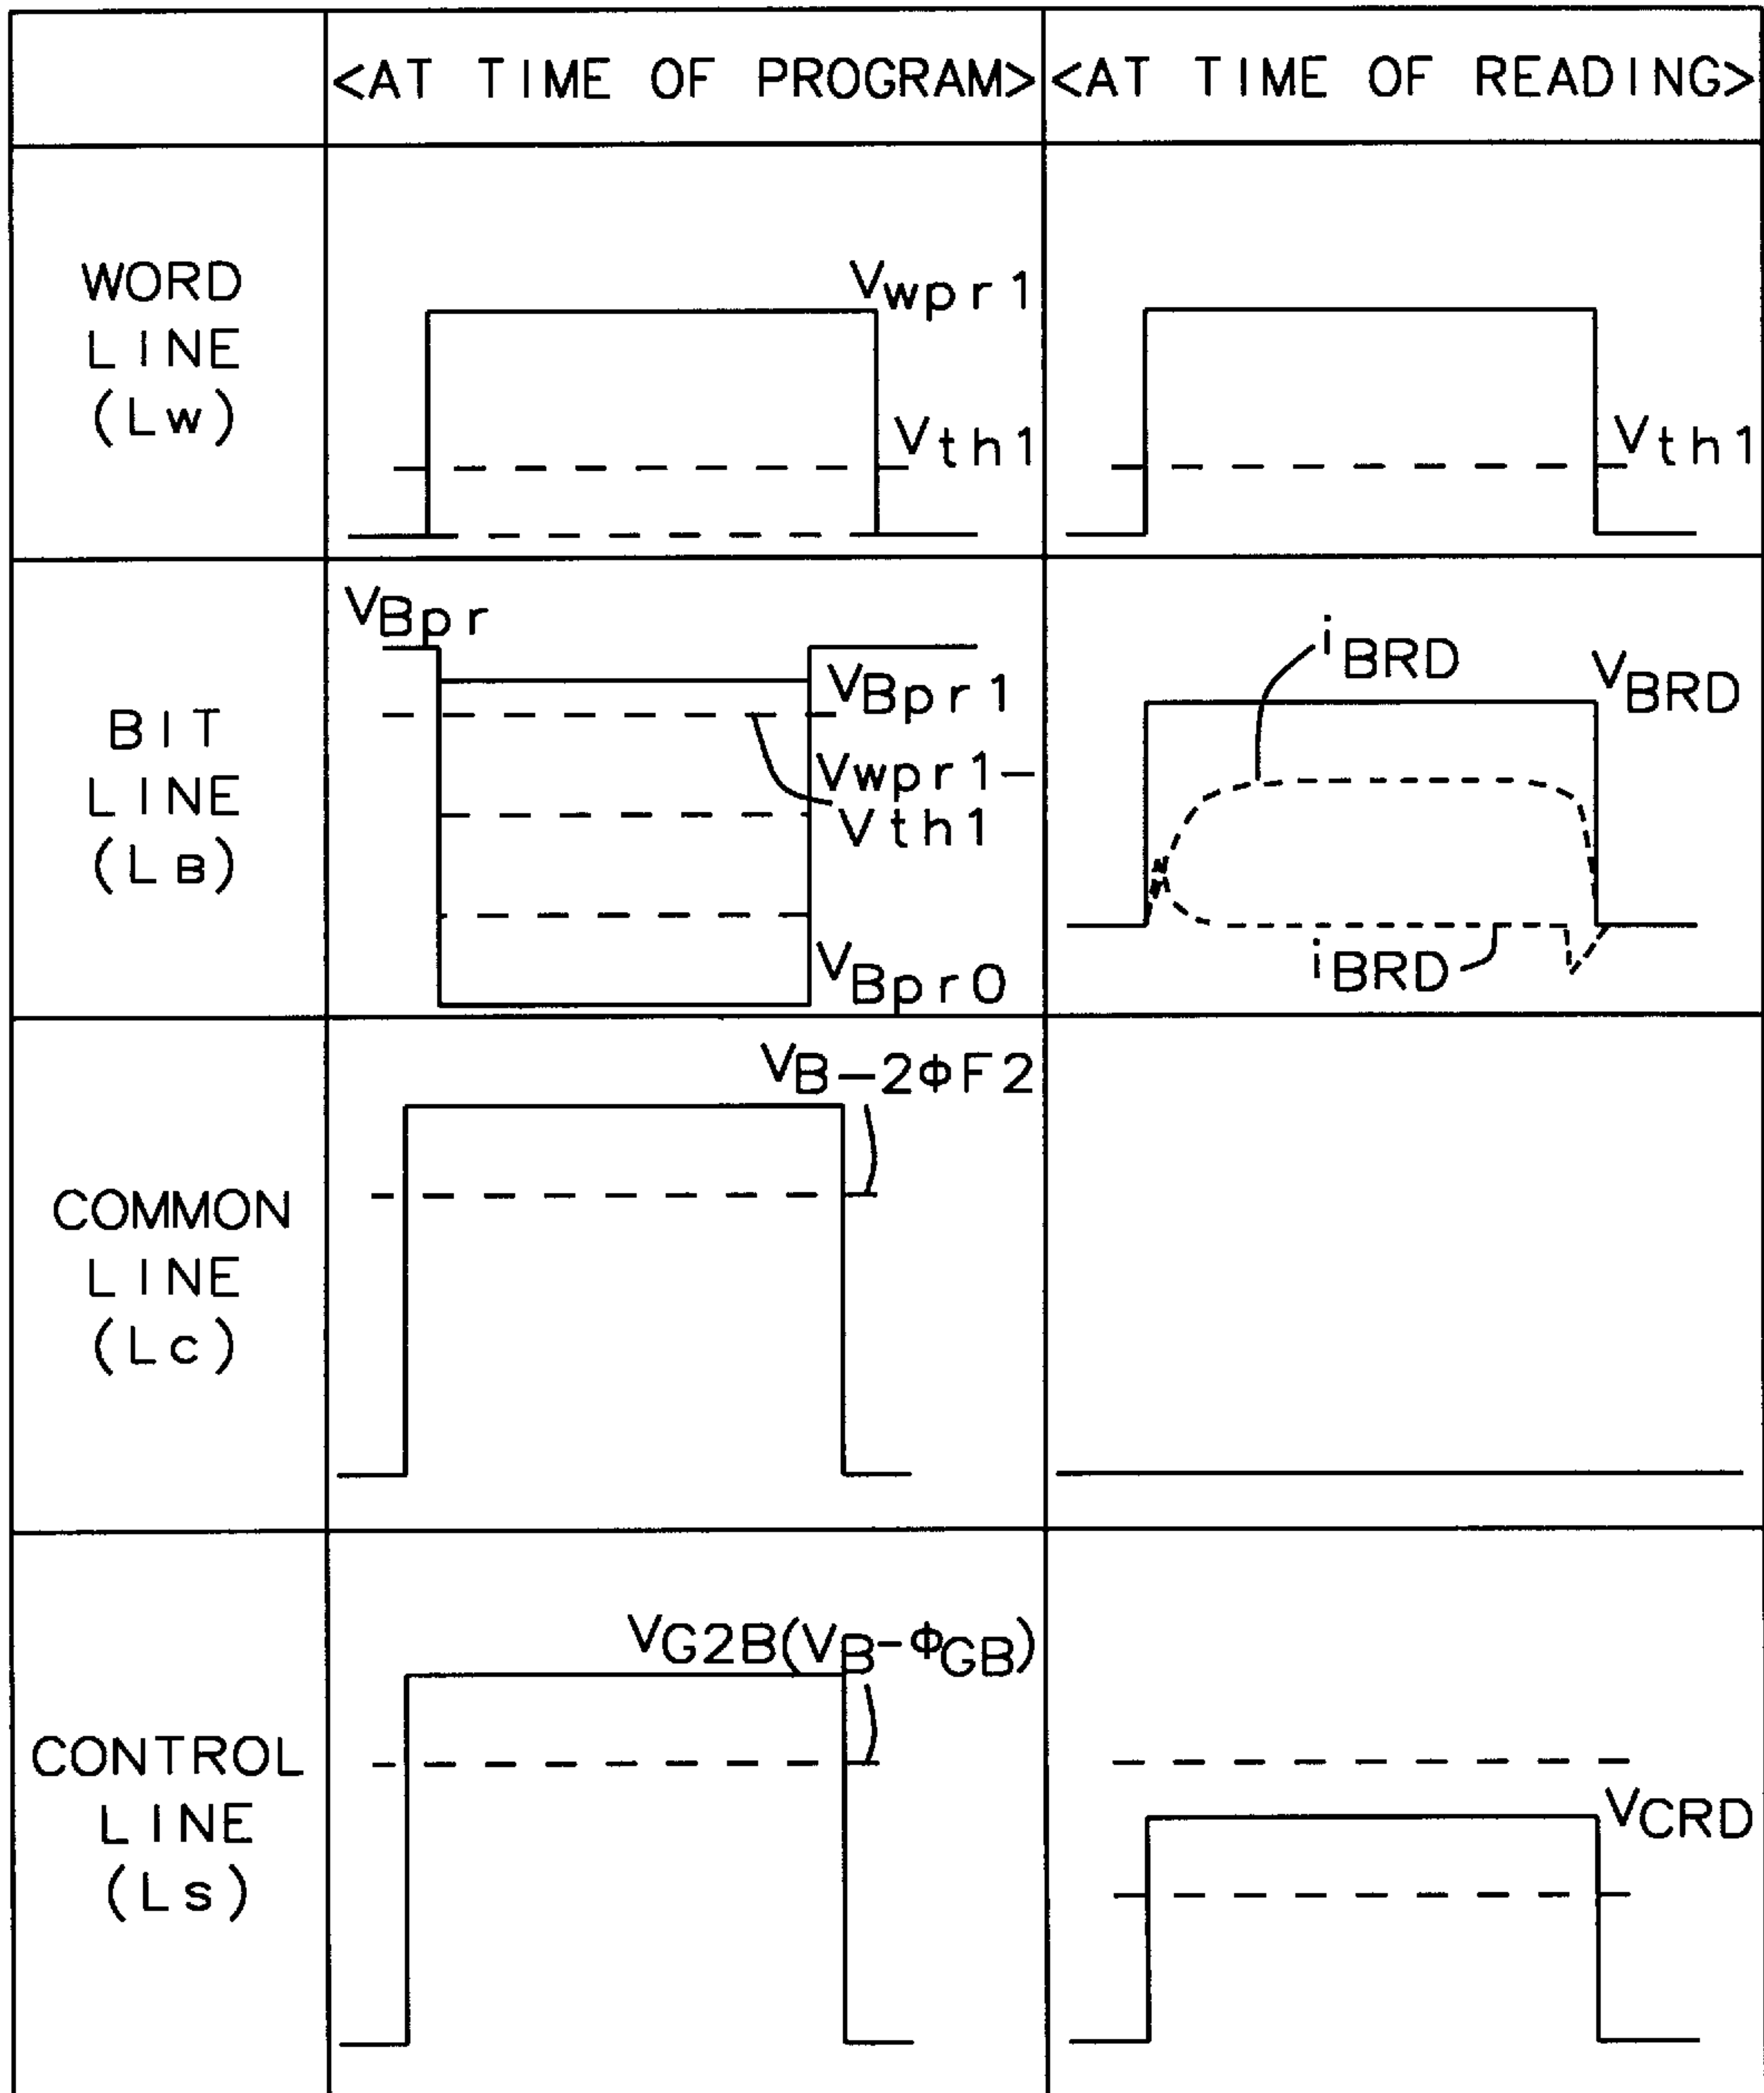 <AT TIME OF PROGRAM>
<AT TIME OF READING>
WORD
LINE
(Lw)
Vwpr1
Vth1
Vth1
BIT
LINE
(LB)
VBpr
VBpr1
Vwpr1-
Vth1
VBpr0
iBRD
VBRD
iBRD
COMMON
LINE
(Lc)
VB-2φF2
CONTROL
LINE
(Ls)
VG2B(VB-φGB)
VCRD